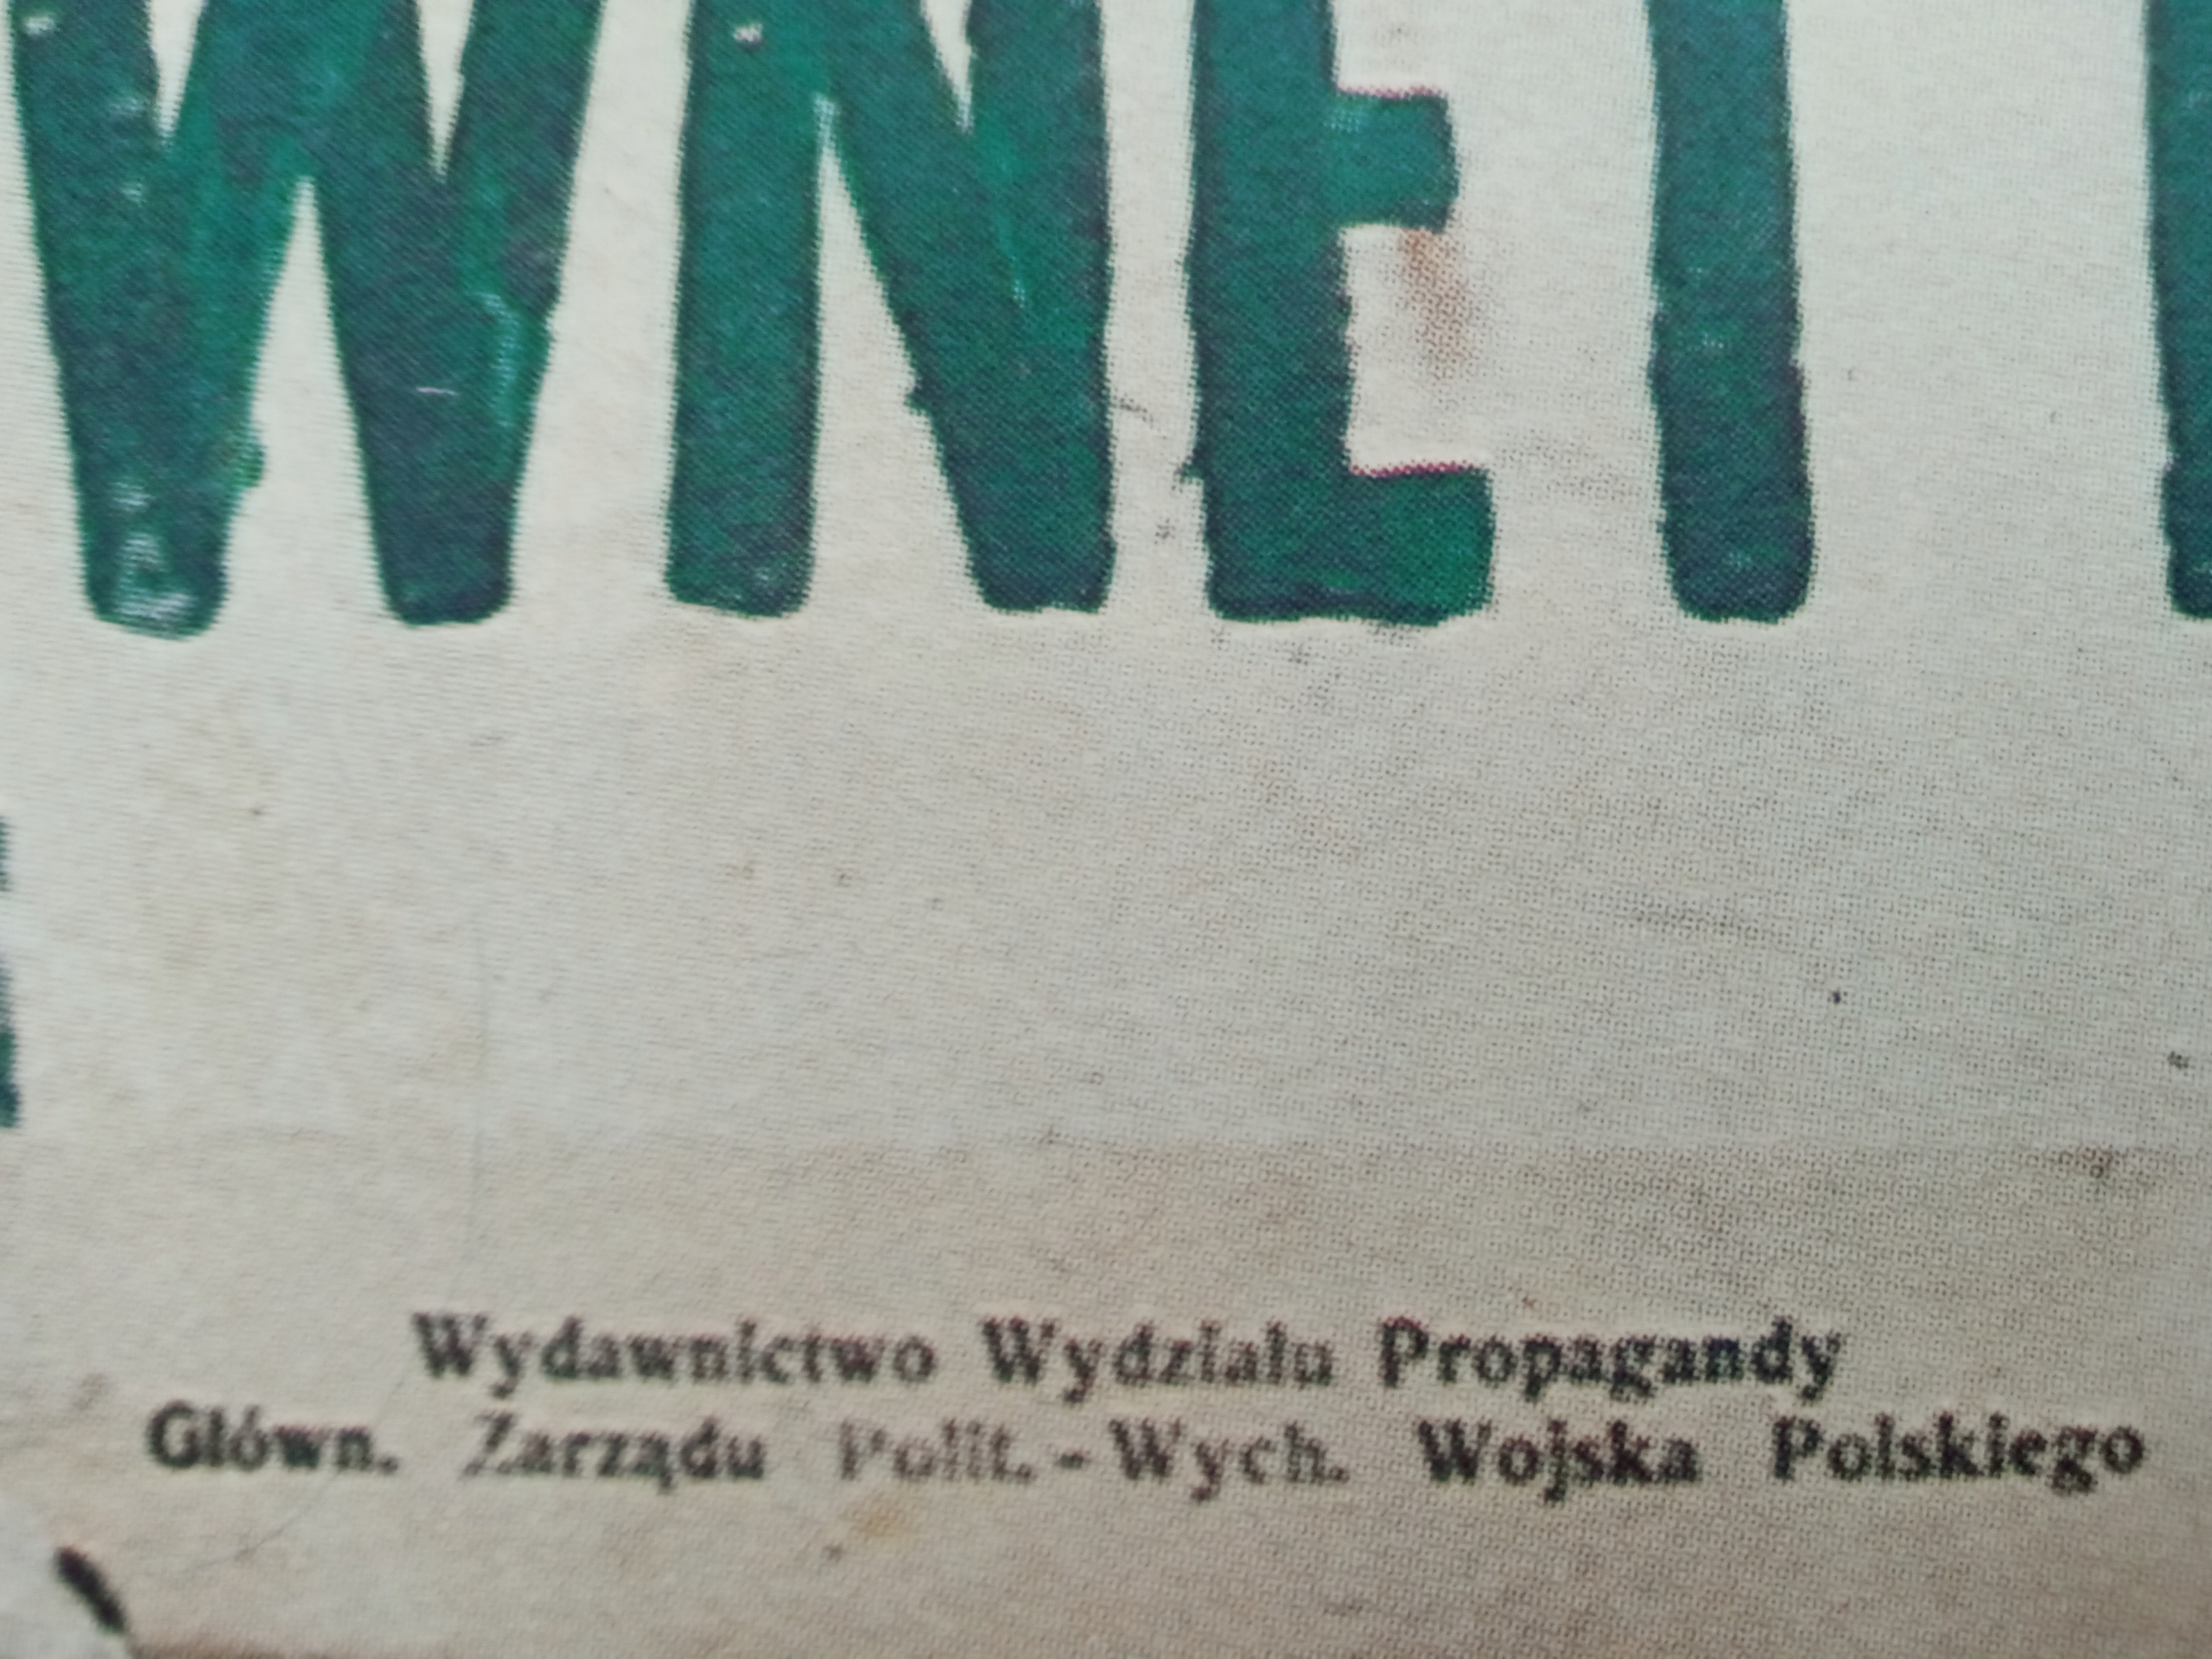 WNE
Wydawnictwo Wydziału Propagandy
Główn. Zarządu Polit.-Wych. Wojska Polskiego